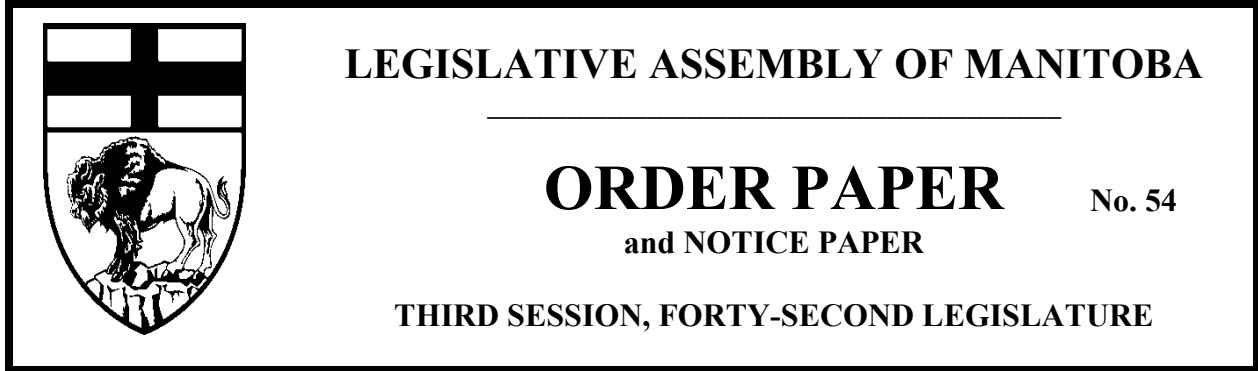 LEGISLATIVE ASSEMBLY OF MANITOBA
ORDER PAPER No. 54
and NOTICE PAPER
THIRD SESSION, FORTY-SECOND LEGISLATURE